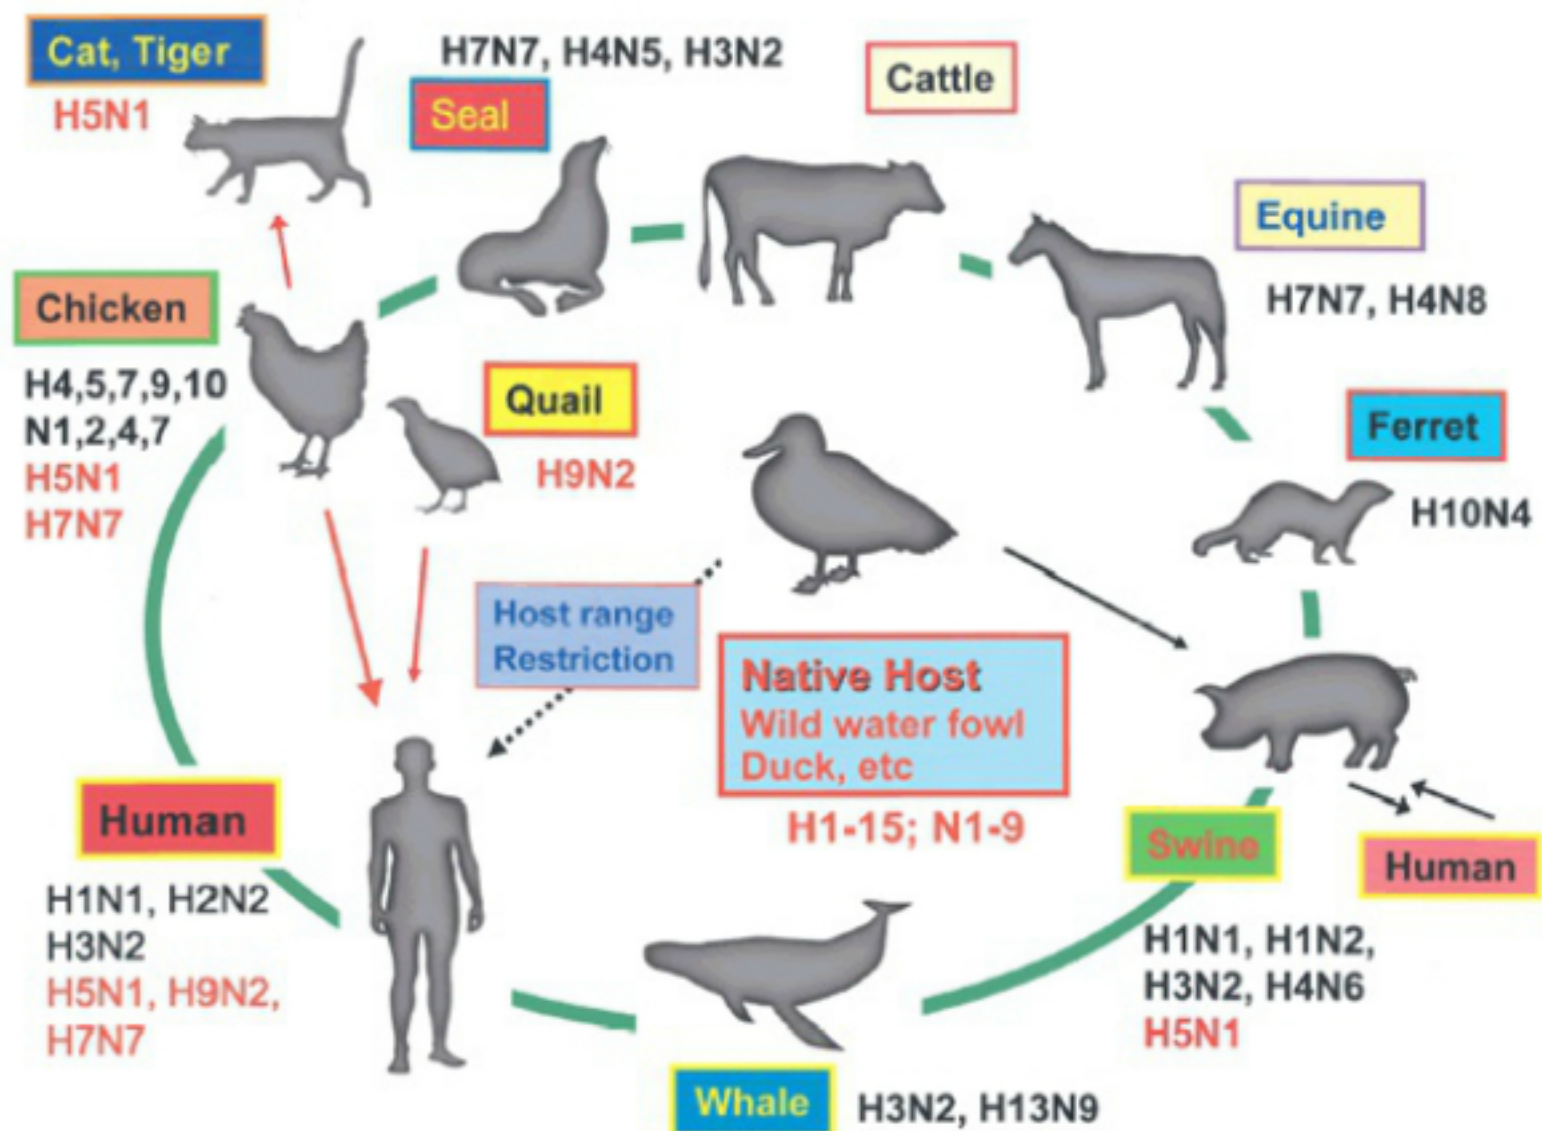 Cat, Tiger
H5N1
H7N7, H4N5, H3N2
Seal
Cattle
Equine
H7N7, H4N8
Chicken
H4,5,7,9,10
N1,2,4,7
H5N1
H7N7
Quail
H9N2
Ferret
H10N4
Host range
Restriction
Native Host
Wild water fowl
Duck, etc
H1-15; N1-9
Human
H1N1, H2N2
H3N2
H5N1, H9N2,
H7N7
Swine
Human
H1N1, H1N2,
H3N2, H4N6
H5N1
Whale
H3N2, H13N9